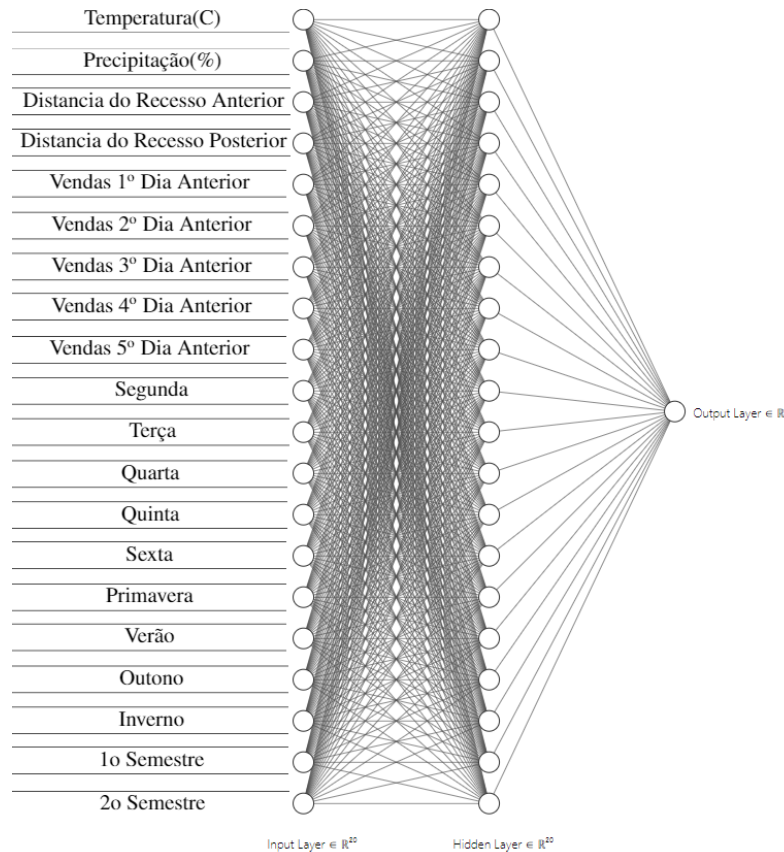 Temperatura(C)
Precipitação(%)
Distancia do Recesso Anterior
Distancia do Recesso Posterior
Vendas 1º Dia Anterior
Vendas 2º Dia Anterior
Vendas 3º Dia Anterior
Vendas 4º Dia Anterior
Vendas 5º Dia Anterior
Segunda
Terça
Quarta
Quinta
Sexta
Primavera
Verão
Outono
Inverno
1o Semestre
2o Semestre
Output Layer ∈ ℝ
Input Layer ∈ ℝ²⁰
Hidden Layer ∈ ℝ²⁰